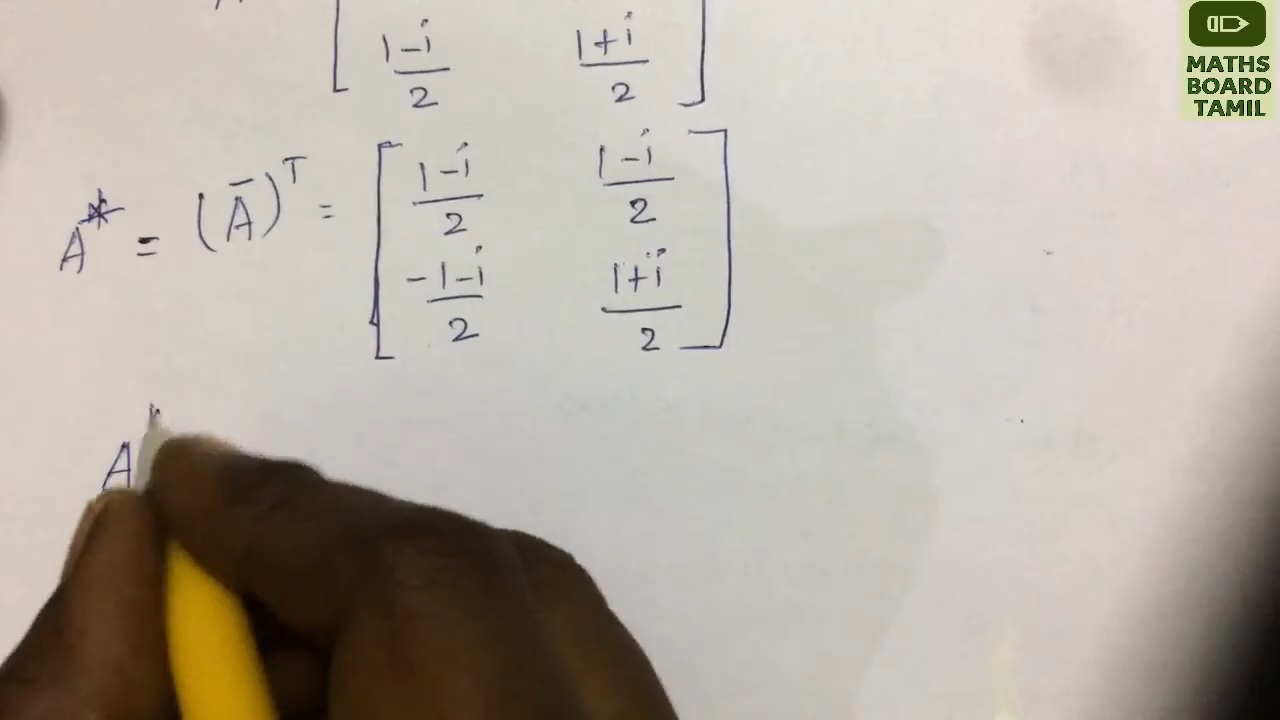 1-i/2 1+i/2
A* = (Ā)ᵀ = [ 1-i/2 1-i/2
-1-i/2 1+i/2 ]
A
MATHS
BOARD
TAMIL